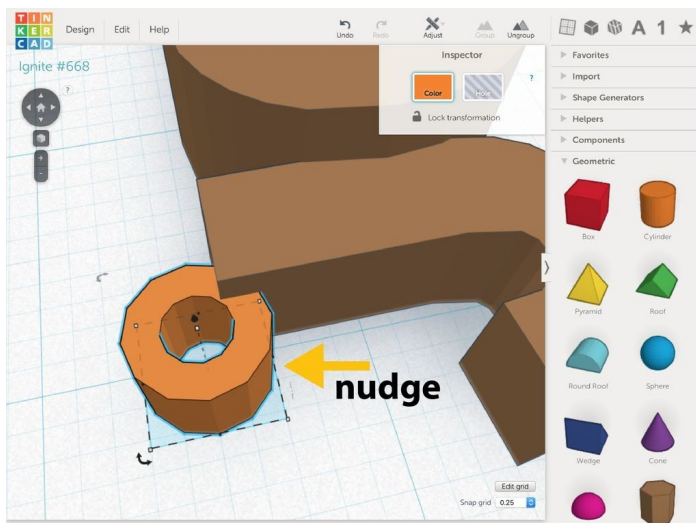 TIN
KER
CAD
Design
Edit
Help
Undo
Redo
Adjust
Group
Ungroup
A 1
Ignite #668
?
Inspector
Color
Hole
?
Lock transformation
Favorites
Import
Shape Generators
Helpers
Components
Geometric
Box
Cylinder
Pyramid
Roof
Round Roof
Sphere
Wedge
Cone
nudge
Edit grid
Snap grid 0.25